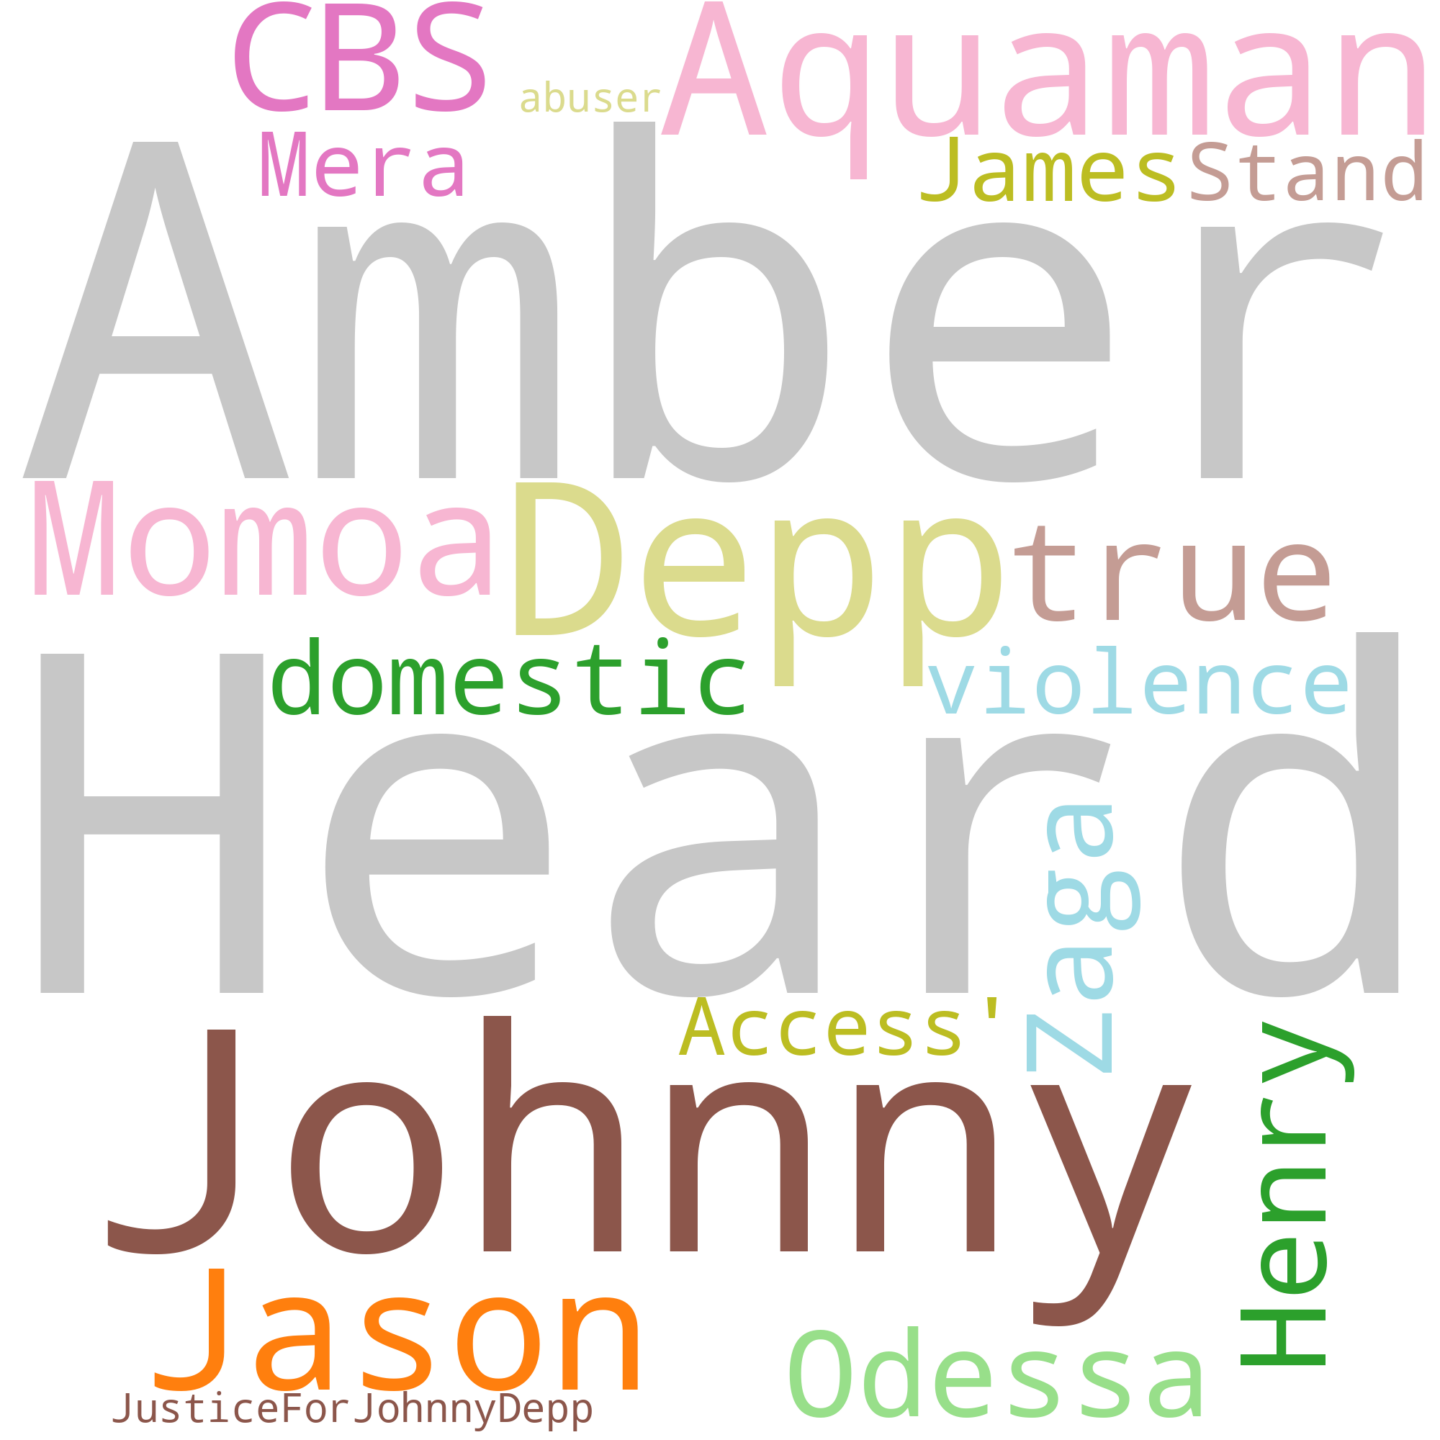 CBS
abuser
Aquaman
Mera
James
Stand
Amber
Momoa
Depp
true
domestic
violence
Heard
Zaga
Access'
Johnny
Henry
Jason
Odessa
JusticeForJohnnyDepp